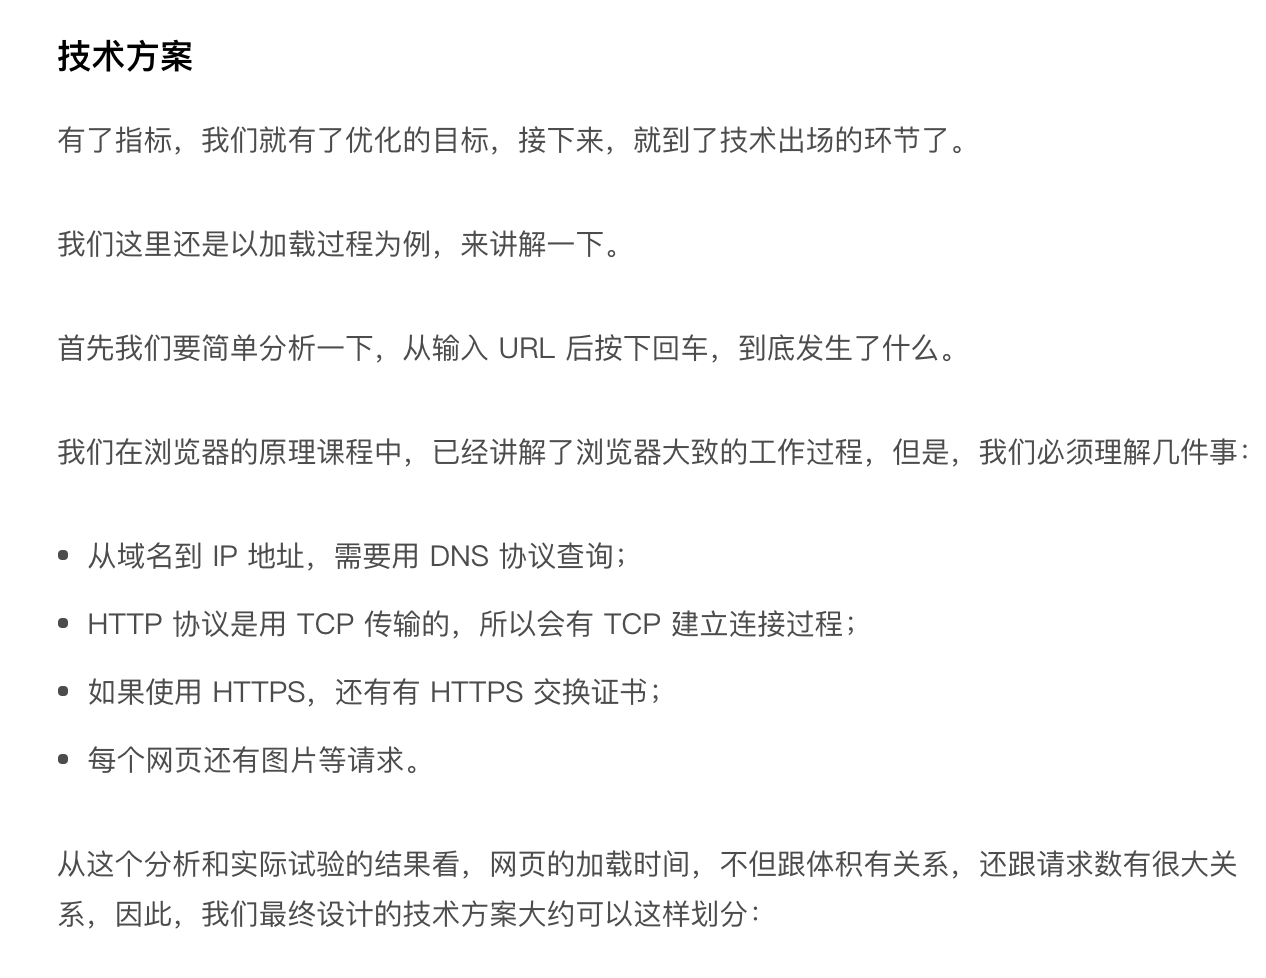 技术方案
有了指标，我们就有了优化的目标，接下来，就到了技术出场的环节了。
我们这里还是以加载过程为例，来讲解一下。
首先我们要简单分析一下，从输入 URL 后按下回车，到底发生了什么。
我们在浏览器的原理课程中，已经讲解了浏览器大致的工作过程，但是，我们必须理解几件事：
• 从域名到 IP 地址，需要用 DNS 协议查询；
• HTTP 协议是用 TCP 传输的，所以会有 TCP 建立连接过程；
• 如果使用 HTTPS，还有有 HTTPS 交换证书；
• 每个网页还有图片等请求。
从这个分析和实际试验的结果看，网页的加载时间，不但跟体积有关系，还跟请求数有很大关
系，因此，我们最终设计的技术方案大约可以这样划分：